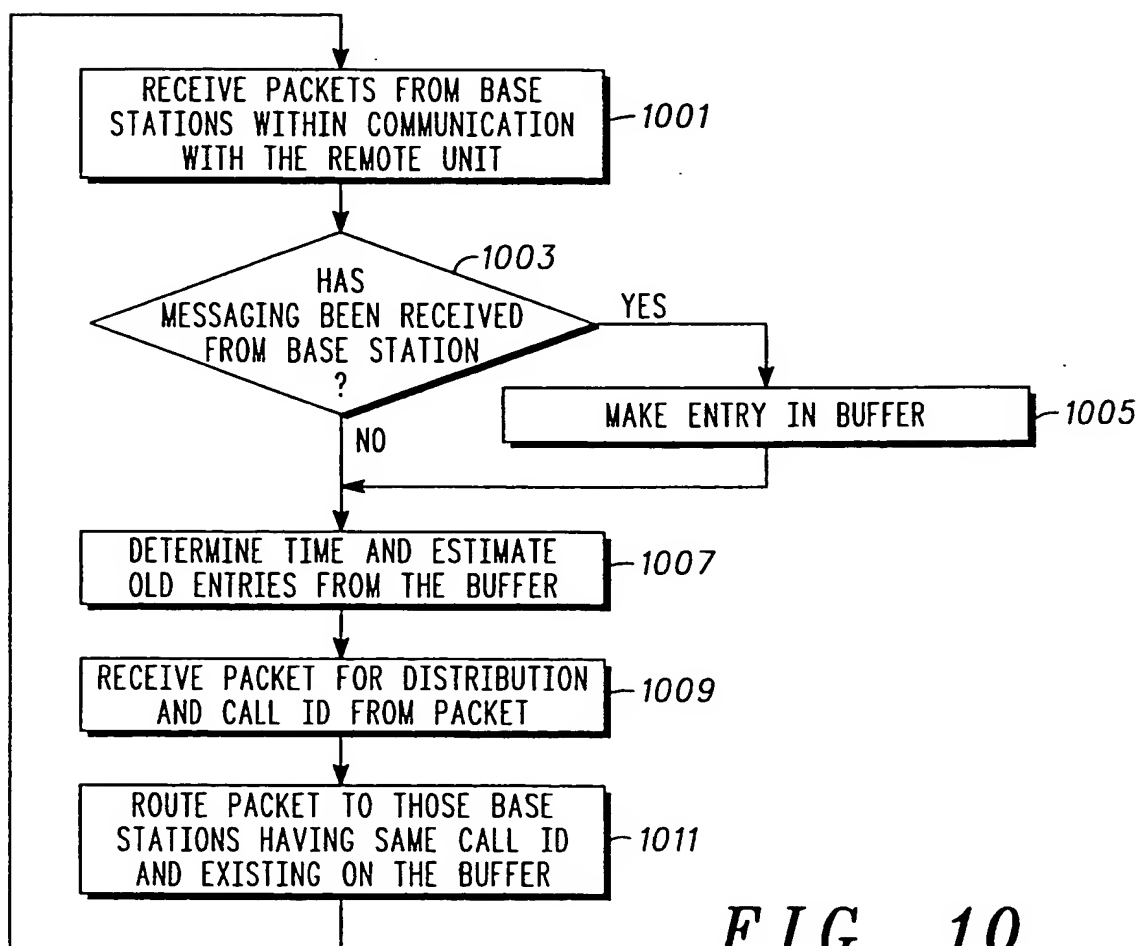 RECEIVE PACKETS FROM BASE
STATIONS WITHIN COMMUNICATION
WITH THE REMOTE UNIT
1001
HAS
MESSAGING BEEN RECEIVED
FROM BASE STATION
?
1003
YES
MAKE ENTRY IN BUFFER
1005
NO
DETERMINE TIME AND ESTIMATE
OLD ENTRIES FROM THE BUFFER
1007
RECEIVE PACKET FOR DISTRIBUTION
AND CALL ID FROM PACKET
1009
ROUTE PACKET TO THOSE BASE
STATIONS HAVING SAME CALL ID
AND EXISTING ON THE BUFFER
1011
FIG. 10